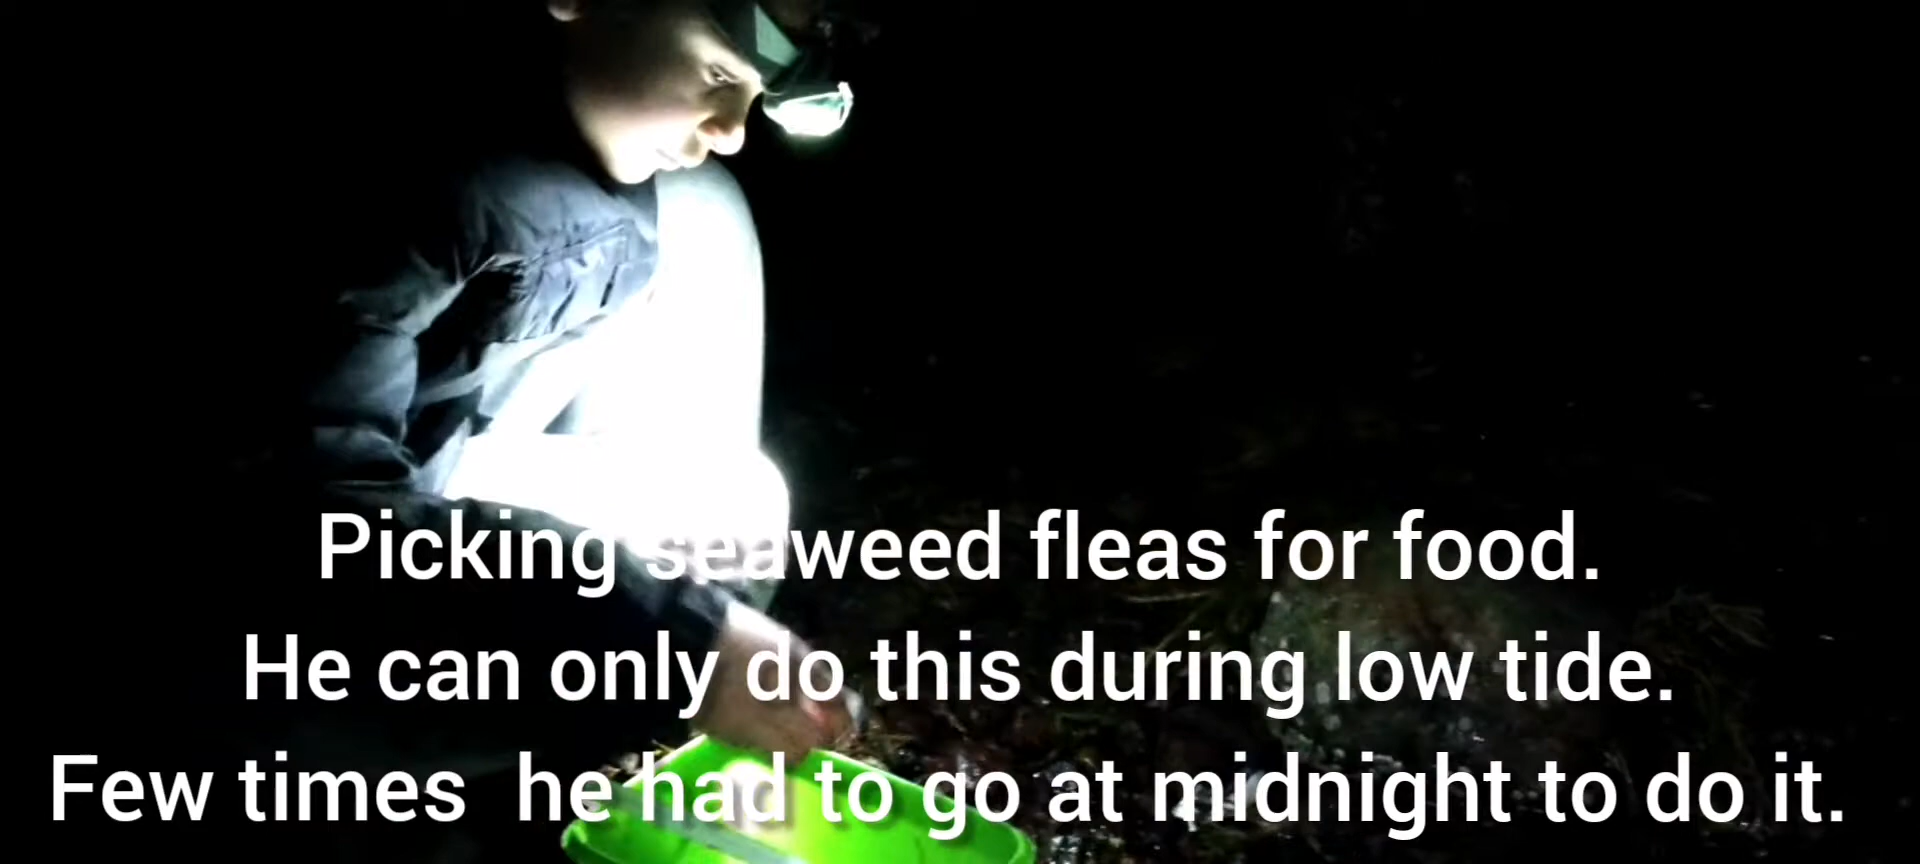 Picking seaweed fleas for food.
He can only do this during low tide.
Few times  he had to go at midnight to do it.